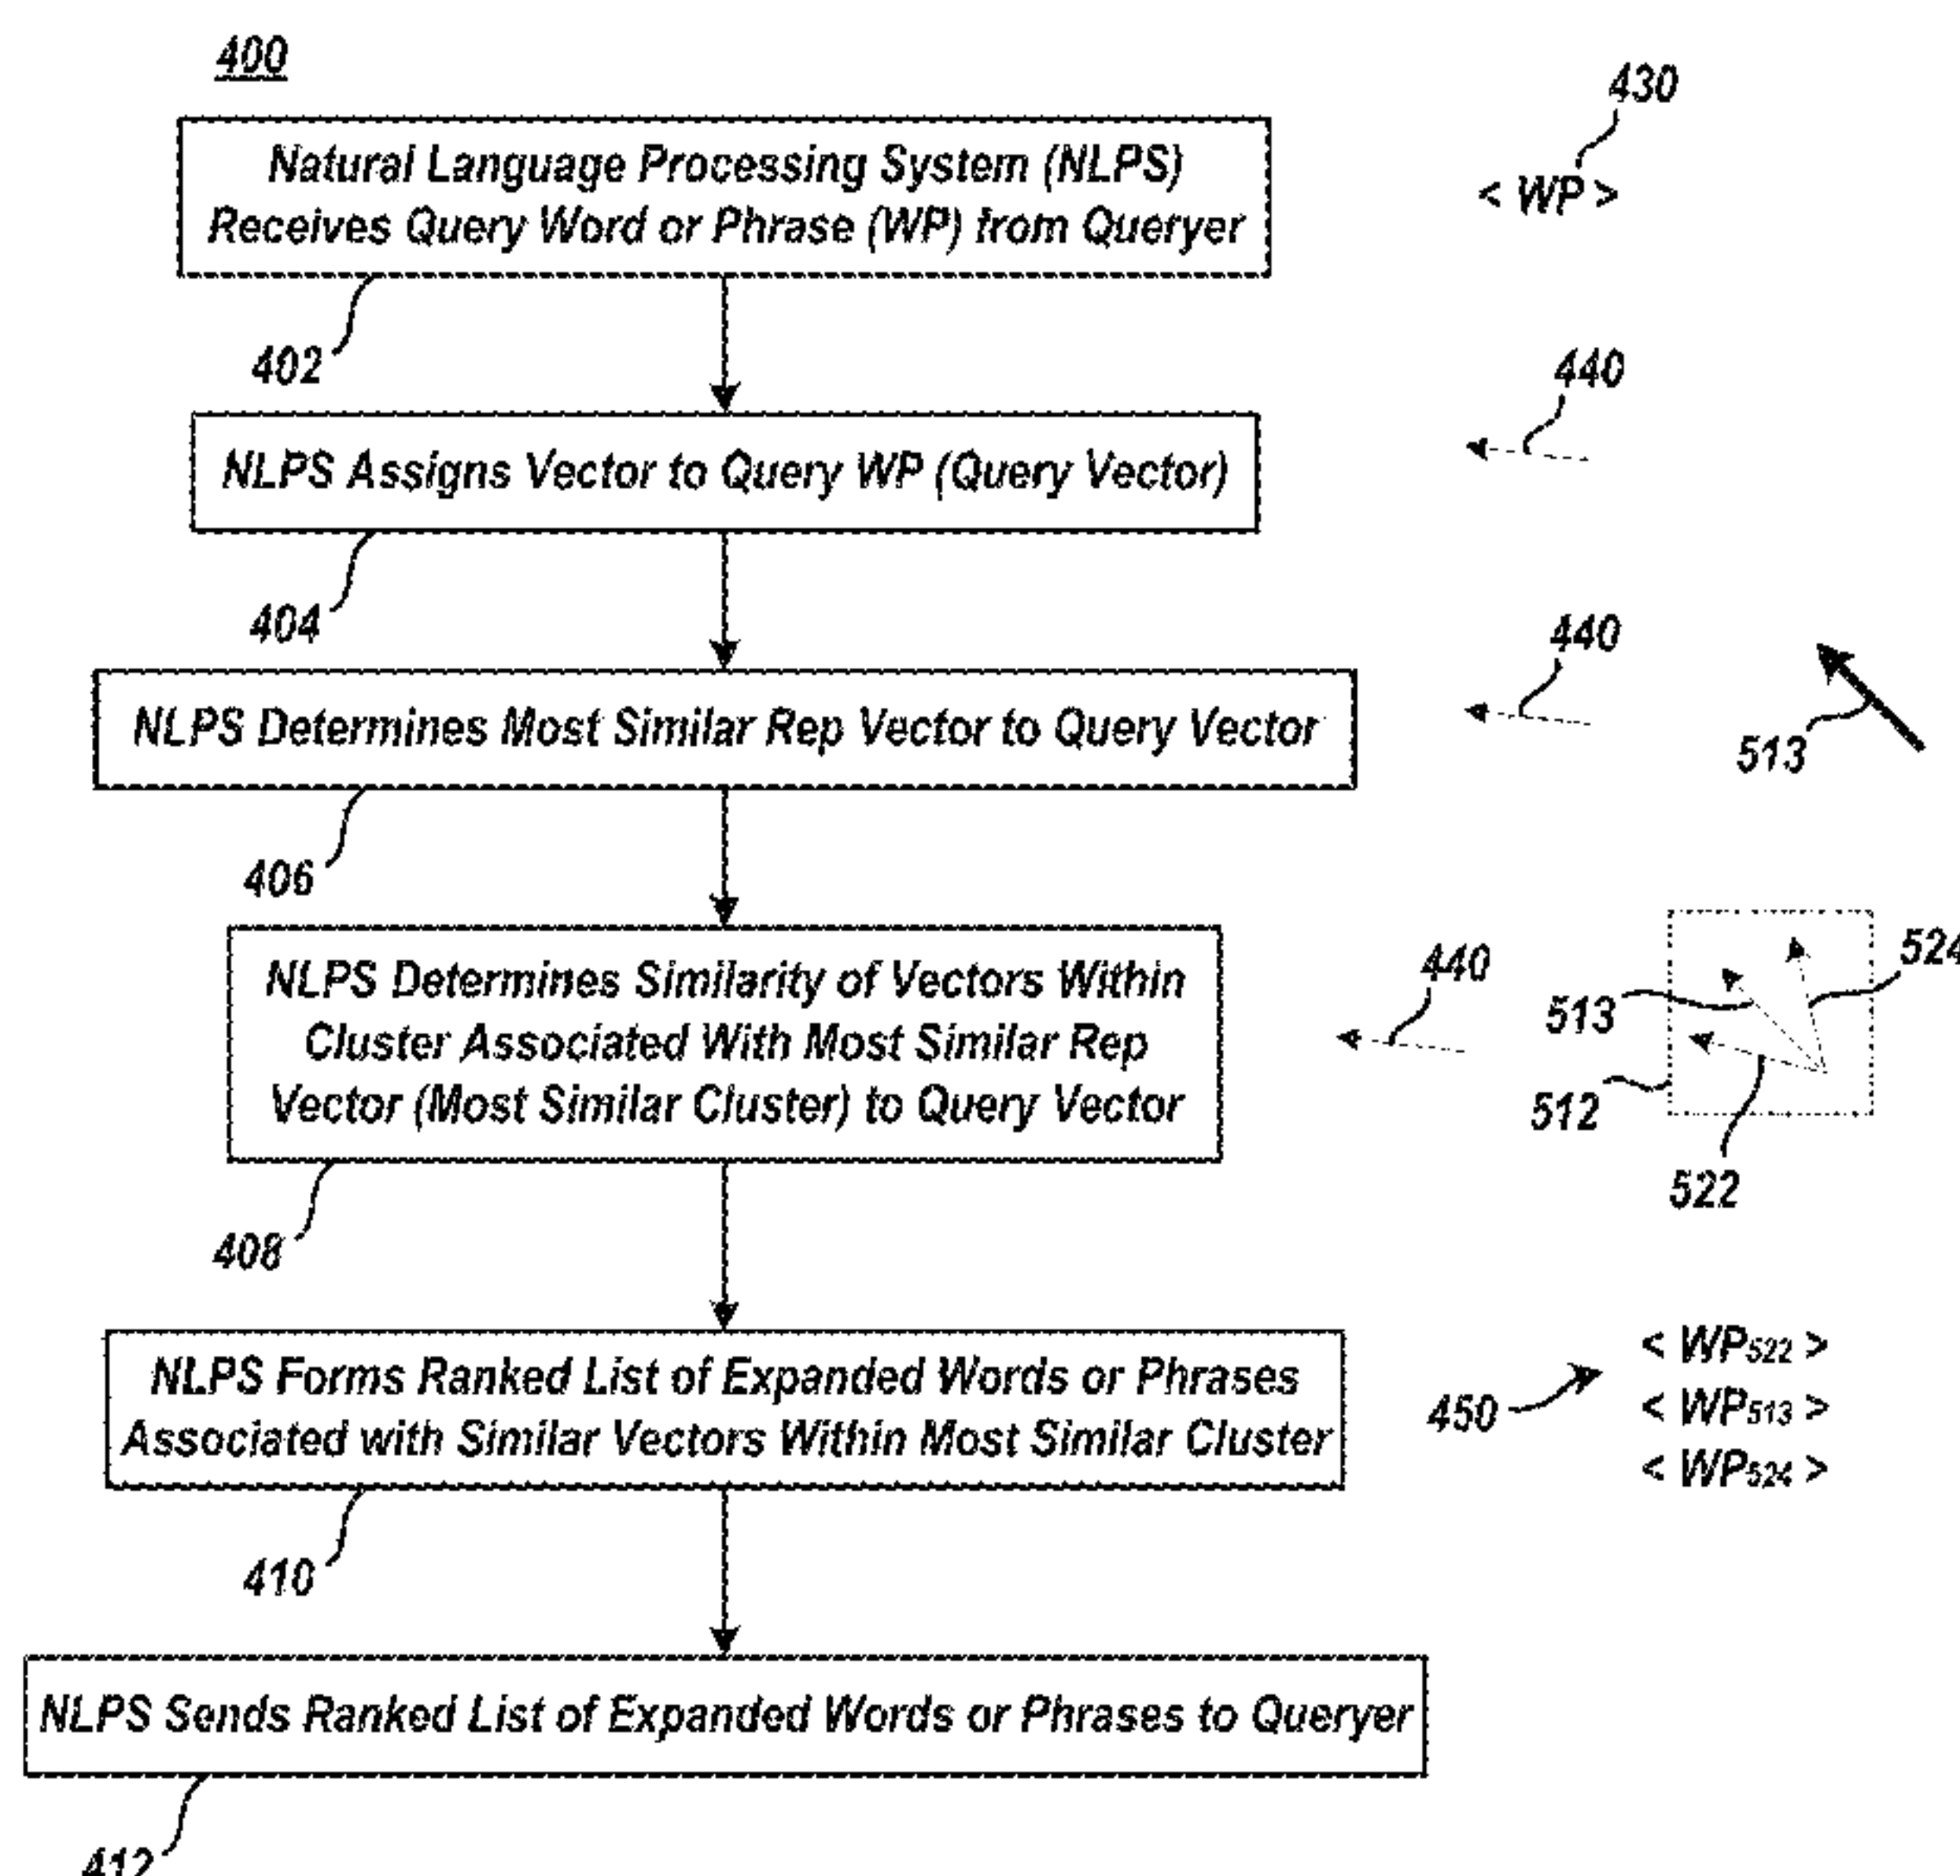 400
430
Natural Language Processing System (NLPS)
Receives Query Word or Phrase (WP) from Queryer
< WP >
402
440
NLPS Assigns Vector to Query WP (Query Vector)
404
440
NLPS Determines Most Similar Rep Vector to Query Vector
513
406
NLPS Determines Similarity of Vectors Within
Cluster Associated With Most Similar Rep
Vector (Most Similar Cluster) to Query Vector
440
524
513
512
522
408
NLPS Forms Ranked List of Expanded Words or Phrases
Associated with Similar Vectors Within Most Similar Cluster
450
< WP522 >
< WP513 >
< WP524 >
410
NLPS Sends Ranked List of Expanded Words or Phrases to Queryer
412